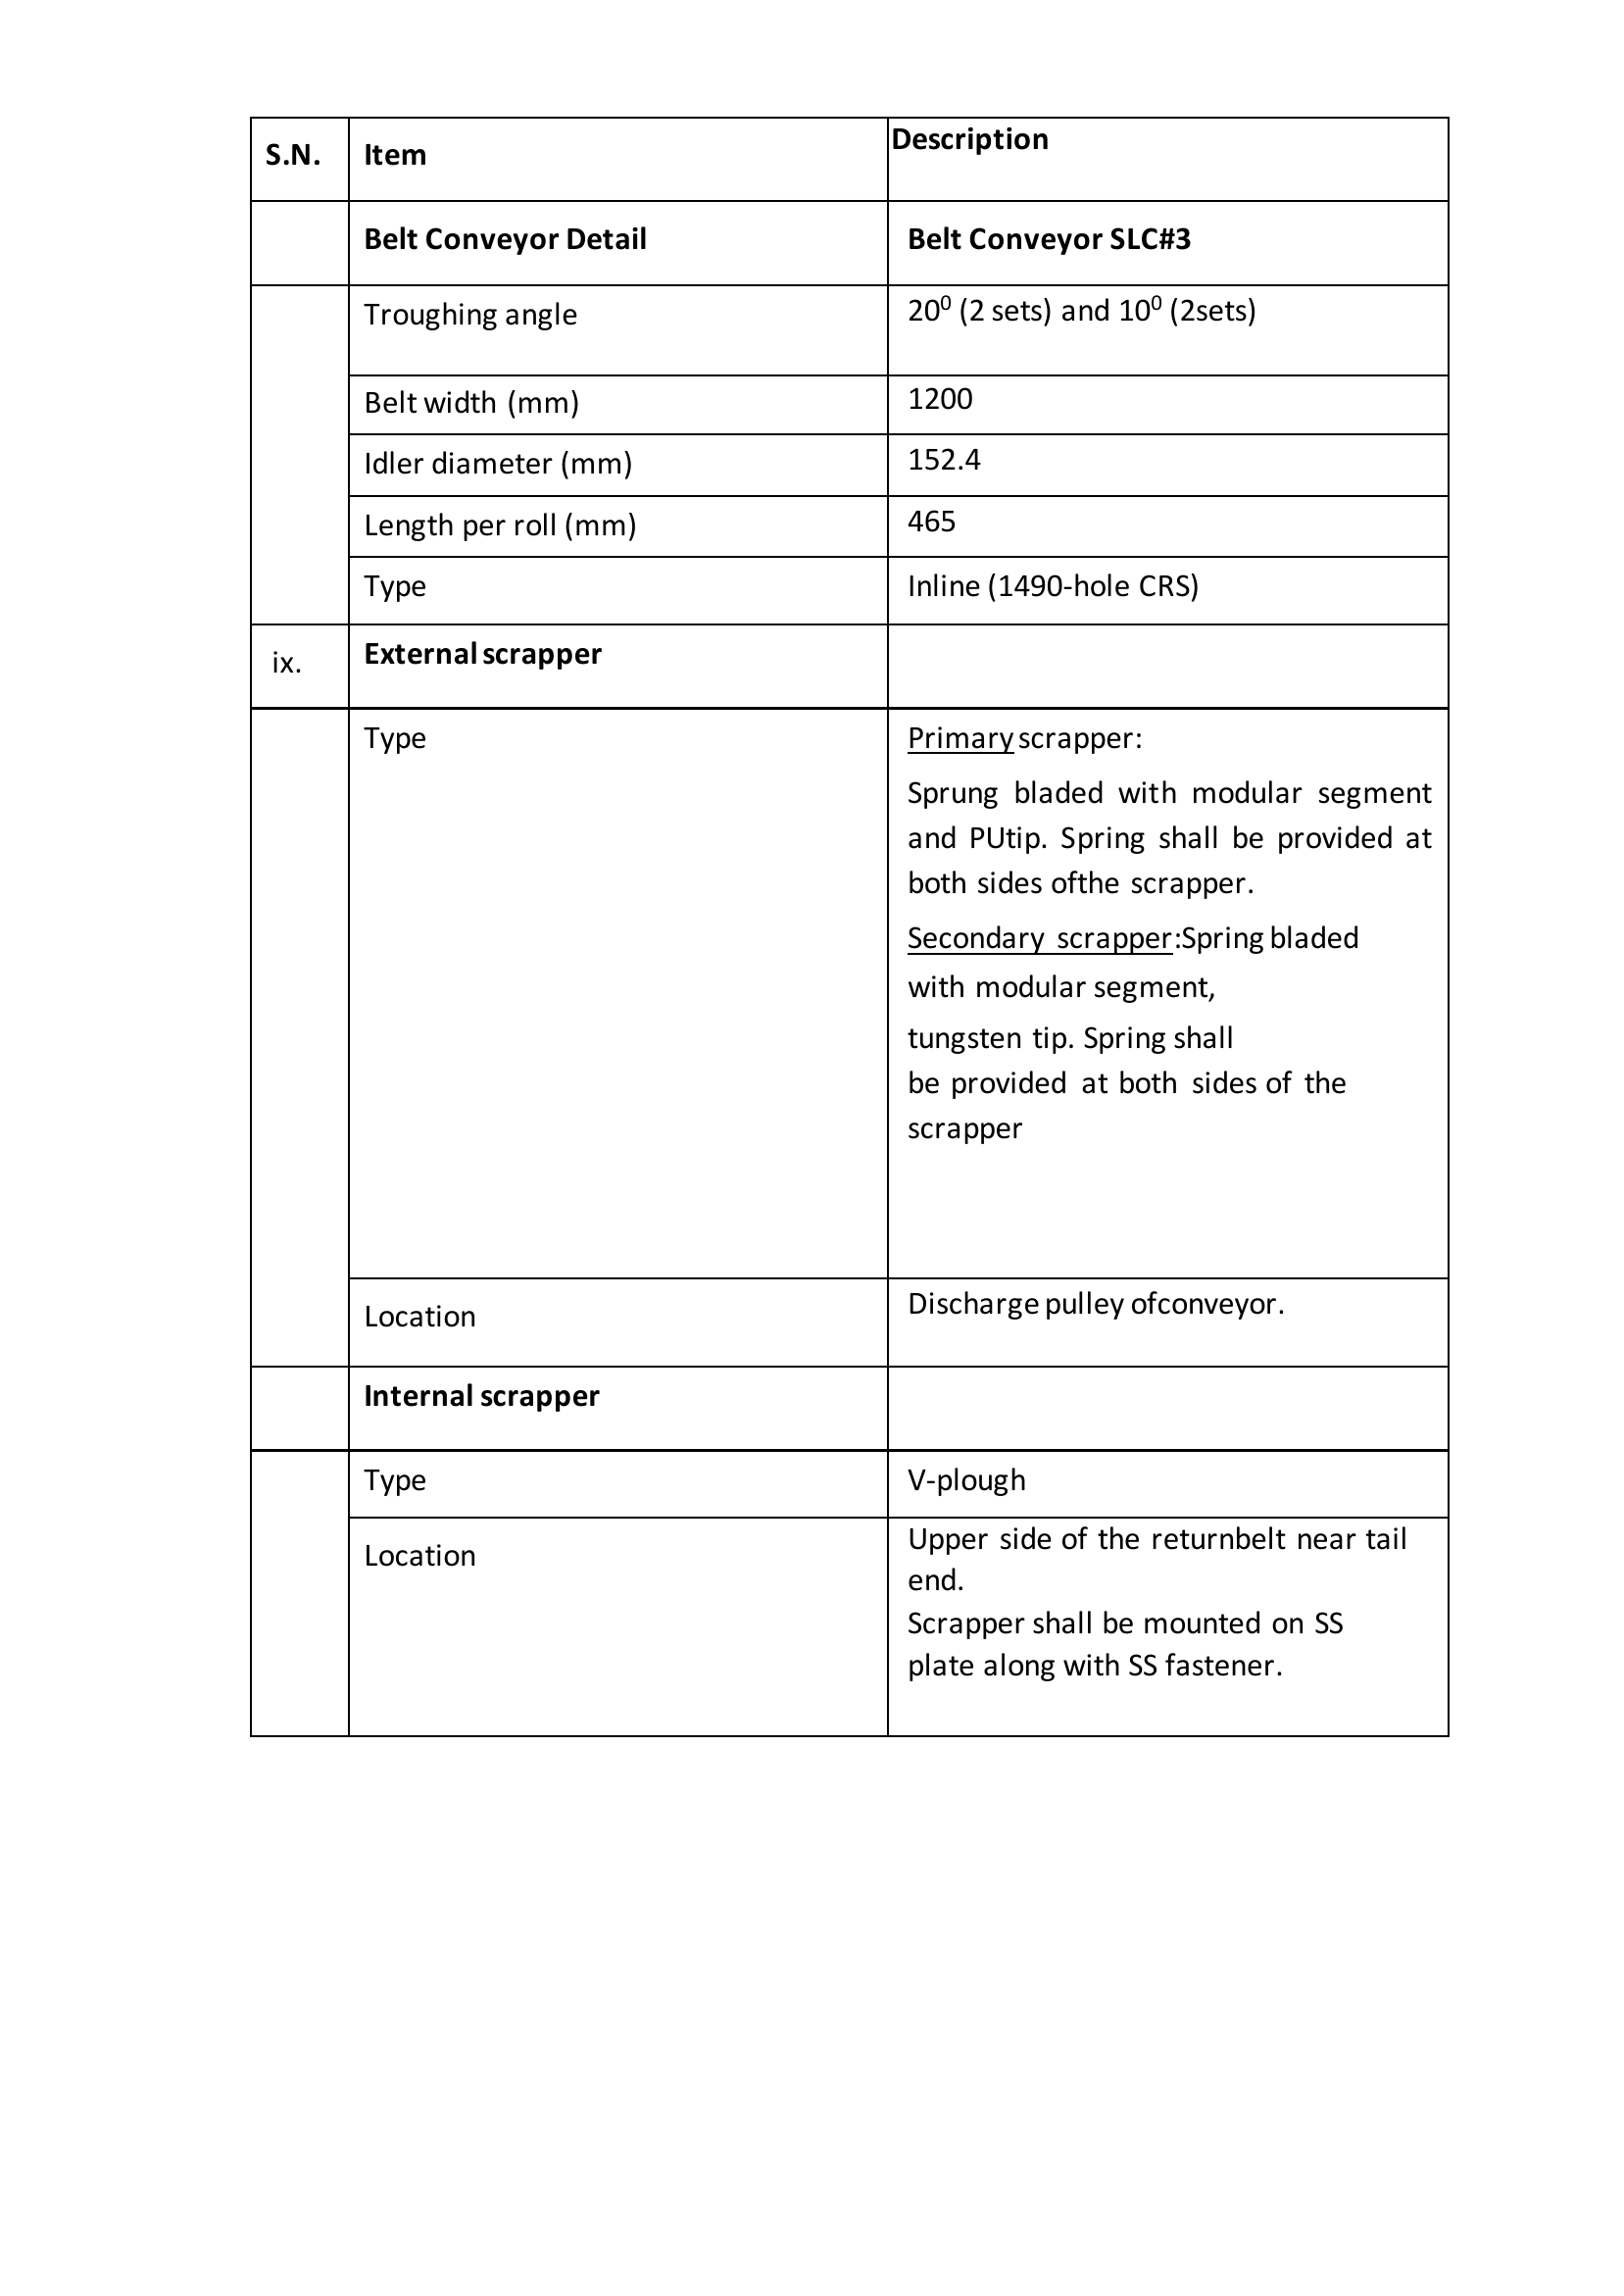 S.N. Item Description
Belt Conveyor Detail Belt Conveyor SLC#3
Troughing angle 20⁰ (2 sets) and 10⁰ (2sets)
Belt width (mm) 1200
Idler diameter (mm) 152.4
Length per roll (mm) 465
Type Inline (1490-hole CRS)
ix. External scrapper
Type Primary scrapper:
Sprung bladed with modular segment
and PUtip. Spring shall be provided at
both sides ofthe scrapper.
Secondary scrapper:Spring bladed
with modular segment,
tungsten tip. Spring shall
be provided at both sides of the
scrapper
Location Discharge pulley ofconveyor.
Internal scrapper
Type V-plough
Location Upper side of the returnbelt near tail
end.
Scrapper shall be mounted on SS
plate along with SS fastener.